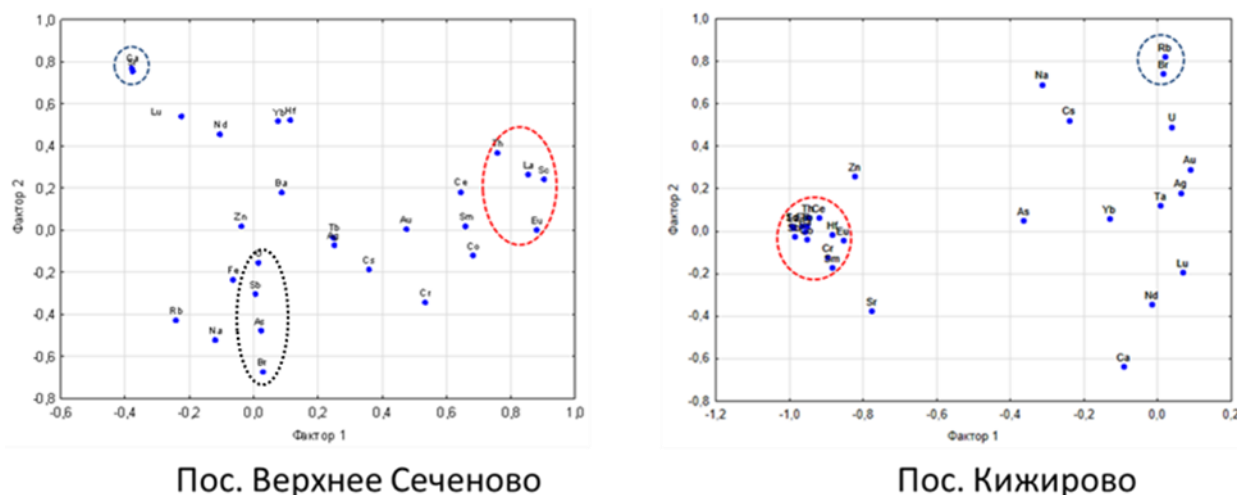 1,0
Ca
0,8
0,6
Lu
Nd
Yb Hf
0,4
Th
La
Sc
0,2
Ba
Ce
Zn
Tb
Au
Sm
Eu
0,0
Ag
Co
Cs
U
Fe
Sb
-0,2
Cr
-0,4
Rb
Na
As
Br
-0,6
-0,8
-0,6 -0,4 -0,2 0,0 0,2 0,4 0,6 0,8 1,0
Фактор 1
Фактор 2
Пос. Верхнее Сеченово
1,0
Rb
0,8
Br
Na
0,6
Cs
U
0,4
Zn
Au
Ag
0,2
Ta
Th Ce
As
Yb
0,0
Hf
Eu
Cr
Sm
Lu
-0,2
Sr
Nd
-0,4
Ca
-0,6
-0,8
-1,2 -1,0 -0,8 -0,6 -0,4 -0,2 0,0 0,2
Фактор 1
Фактор 2
Пос. Кижирово